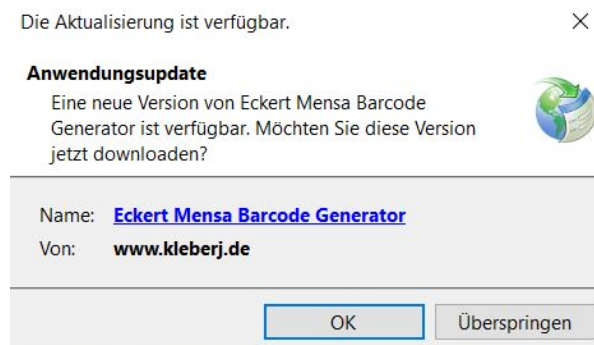 Die Aktualisierung ist verfügbar.
Anwendungsupdate
Eine neue Version von Eckert Mensa Barcode
Generator ist verfügbar. Möchten Sie diese Version
jetzt downloaden?
Name: Eckert Mensa Barcode Generator
Von: www.kleberj.de
OK Überspringen